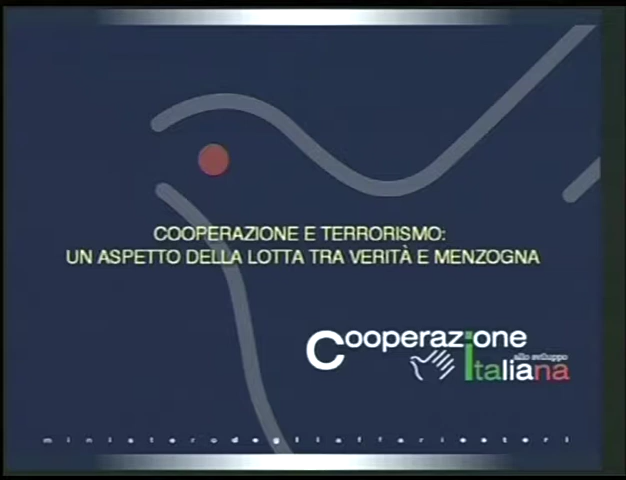 COOPERAZIONE E TERRORISMO:
UN ASPETTO DELLA LOTTA TRA VERITÀ E MENZOGNA
Cooperazione
allo sviluppo
italiana
ministero degli affari esteri